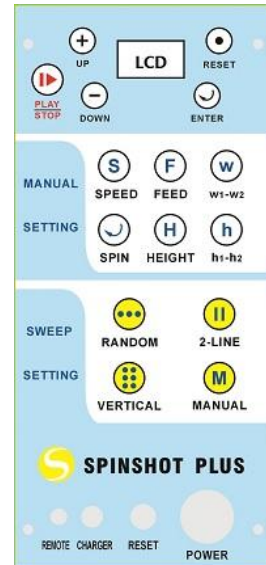 UP
LCD
RESET
PLAY
STOP
DOWN
ENTER
MANUAL
SETTING
S F w
SPEED FEED w1-w2
H h
SPIN HEIGHT h1-h2
SWEEP
SETTING
RANDOM 2-LINE
M
VERTICAL MANUAL
S SPINSHOT PLUS
REMOTE CHARGER RESET POWER